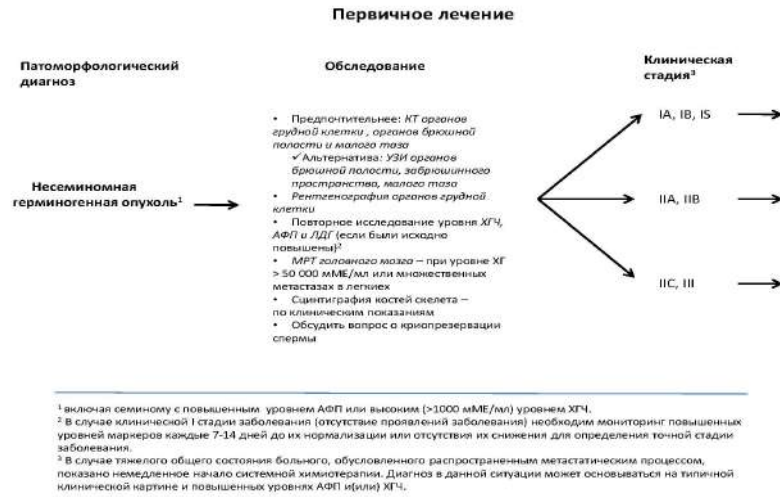 Первичное лечение
Патоморфологический
диагноз
Обследование
Клиническая
стадия³
Несеминомная
герминогенная опухоль¹
• Предпочтительнее: КТ органов
грудной клетки , органов брюшной
полости и малого таза
✓Альтернатива: УЗИ органов
брюшной полости, забрюшинного
пространства, малого таза
• Рентгенография органов грудной
клетки
• Повторное исследование уровня ХГЧ,
АФП и ЛДГ (если были исходно
повышены)²
• МРТ головного мозга – при уровне ХГ
> 50 000 мМЕ/мл или множественных
метастазах в легкиех
• Сцинтиграфия костей скелета –
по клиническим показаниям
• Обсудить вопрос о криопрезервации
спермы
IA, IB, IS
IIA, IIB
IIC, III
¹ включая семиному с повышенным уровнем АФП или высоким (>1000 мМЕ/мл) уровнем ХГЧ.
² В случае клинической I стадии заболевания (отсутствие проявлений заболевания) необходим мониторинг повышенных
уровней маркеров каждые 7-14 дней до их нормализации или отсутствия их снижения для определения точной стадии
заболевания.
³ В случае тяжелого общего состояния больного, обусловленного распространенным метастатическим процессом,
показано немедленное начало системной химиотерапии. Диагноз в данной ситуации может основываться на типичной
клинической картине и повышенных уровнях АФП и(или) ХГЧ.